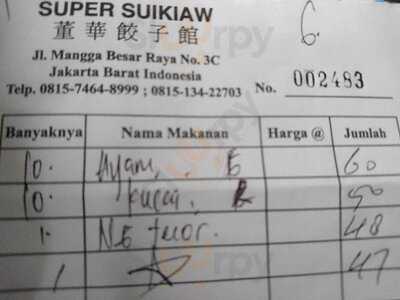 SUPER SUIKIAW
6.
董華餃子館
Jl. Mangga Besar Raya No. 3C
Jakarta Barat Indonesia
Telp. 0815-7464-8999 ; 0815-134-22703 No. 002483
Banyaknya Nama Makanan Harga @ Jumlah
10. Ayam, . 60
10. kucai, 50
1. 48
1 47